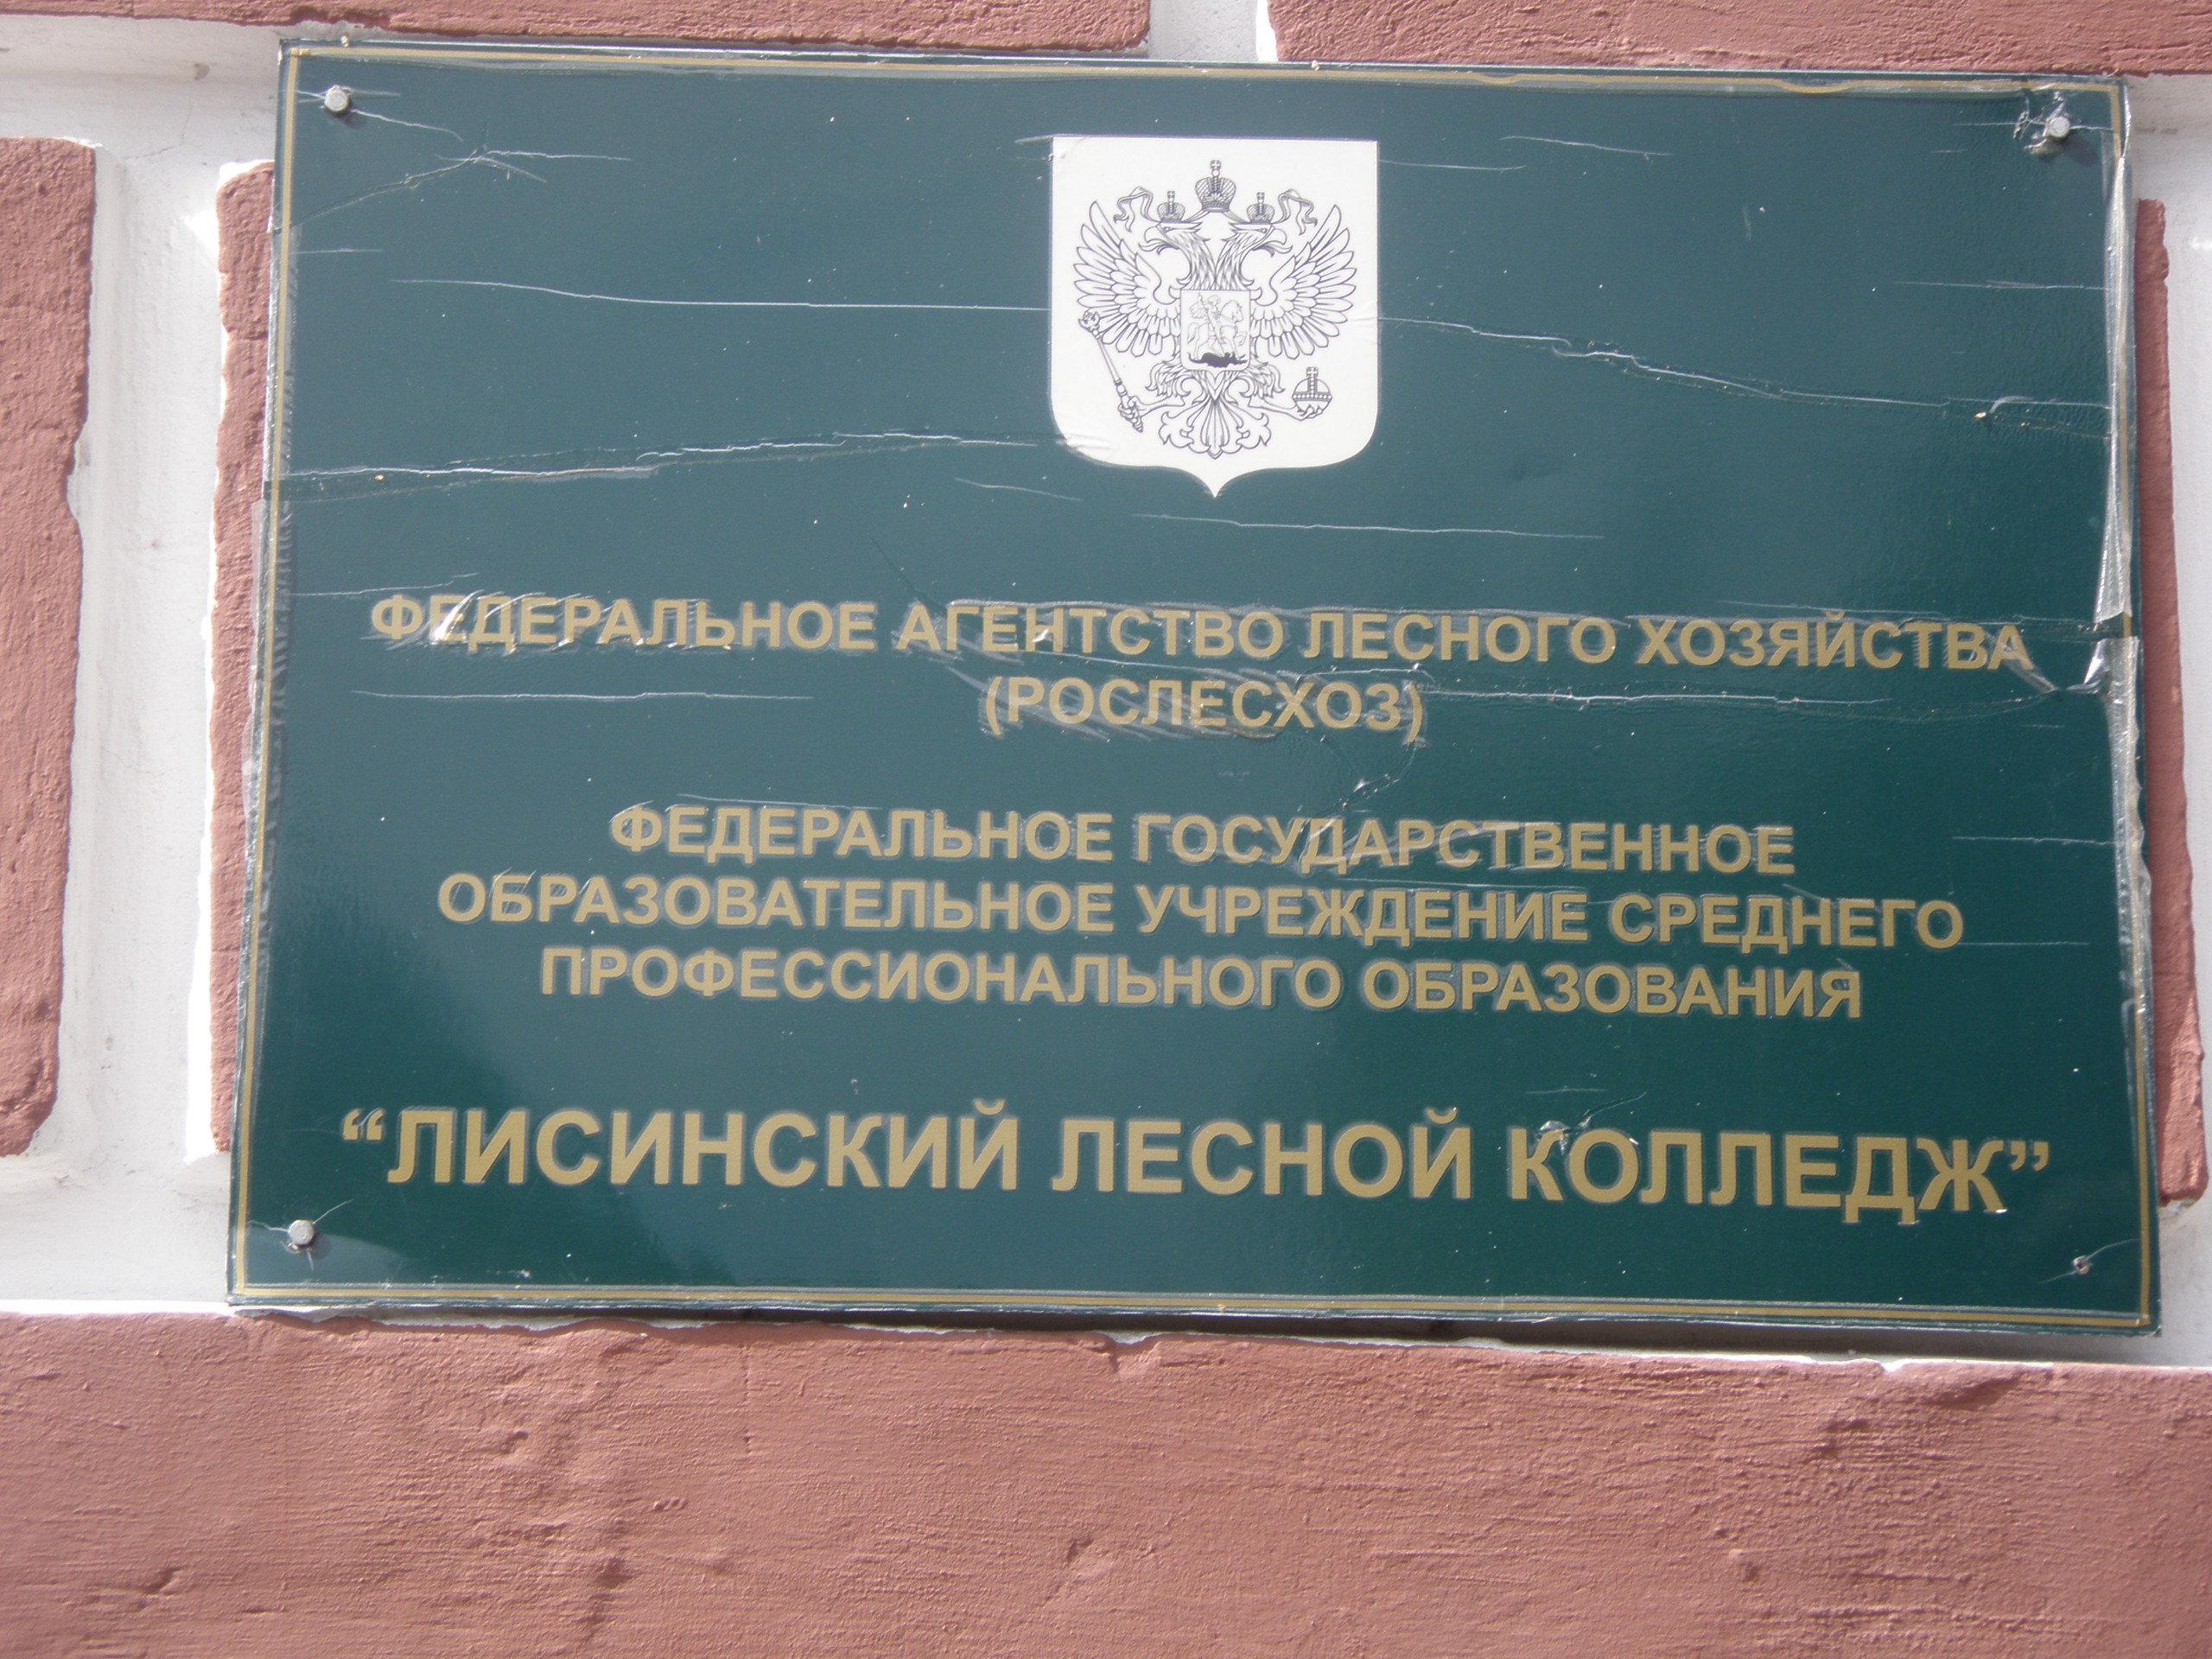 ФЕДЕРАЛЬНОЕ АГЕНТСТВО ЛЕСНОГО ХОЗЯЙСТВА
(РОСЛЕСХОЗ)
ФЕДЕРАЛЬНОЕ ГОСУДАРСТВЕННОЕ
ОБРАЗОВАТЕЛЬНОЕ УЧРЕЖДЕНИЕ СРЕДНЕГО
ПРОФЕССИОНАЛЬНОГО ОБРАЗОВАНИЯ
“ЛИСИНСКИЙ ЛЕСНОЙ КОЛЛЕДЖ”